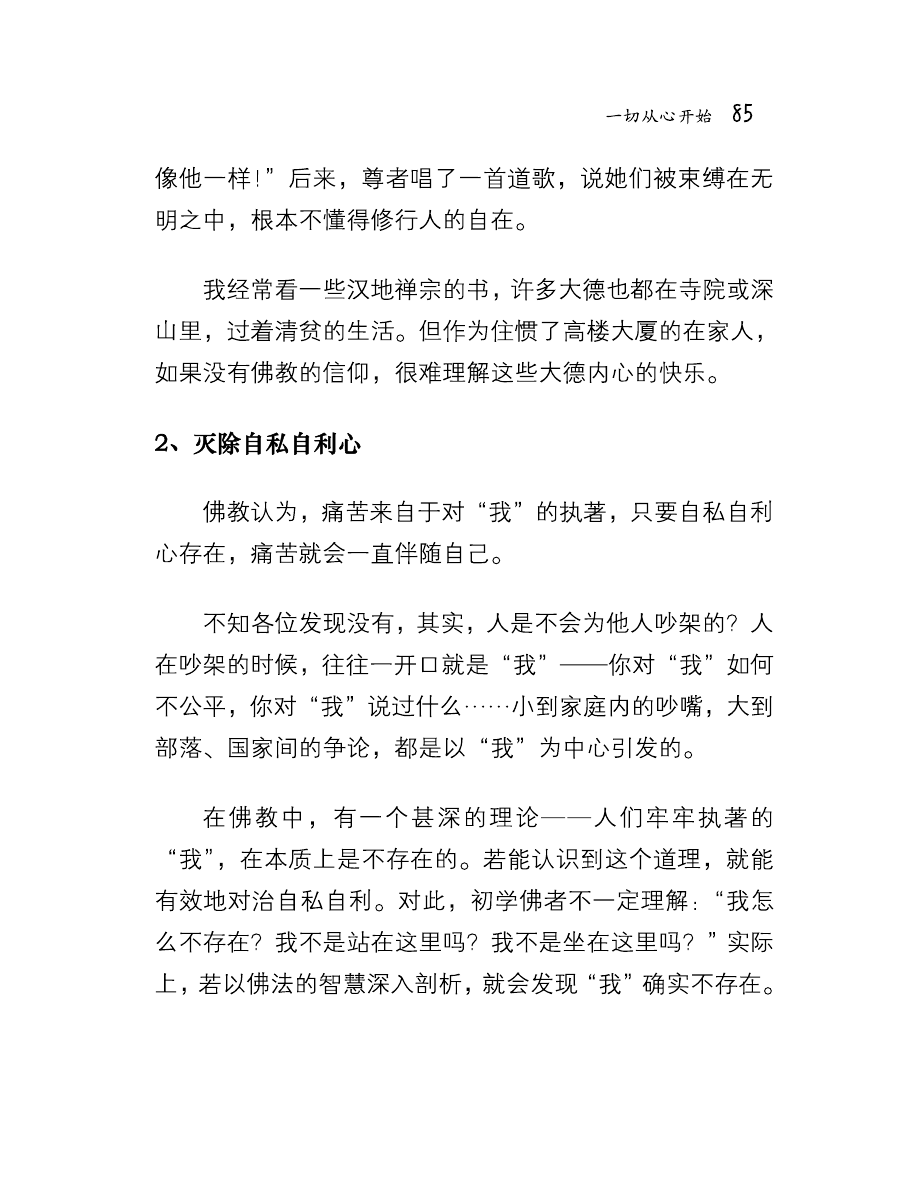 一切从心开始 85
像他一样！”后来，尊者唱了一首道歌，说她们被束缚在无
明之中，根本不懂得修行人的自在。
我经常看一些汉地禅宗的书，许多大德也都在寺院或深
山里，过着清贫的生活。但作为住惯了高楼大厦的在家人，
如果没有佛教的信仰，很难理解这些大德内心的快乐。
2、灭除自私自利心
佛教认为，痛苦来自于对“我”的执著，只要自私自利
心存在，痛苦就会一直伴随自己。
不知各位发现没有，其实，人是不会为他人吵架的？人
在吵架的时候，往往一开口就是“我”——你对“我”如何
不公平，你对“我”说过什么……小到家庭内的吵嘴，大到
部落、国家间的争论，都是以“我”为中心引发的。
在佛教中，有一个甚深的理论——人们牢牢执著的
“我”，在本质上是不存在的。若能认识到这个道理，就能
有效地对治自私自利。对此，初学佛者不一定理解：“我怎
么不存在？我不是站在这里吗？我不是坐在这里吗？”实际
上，若以佛法的智慧深入剖析，就会发现“我”确实不存在。